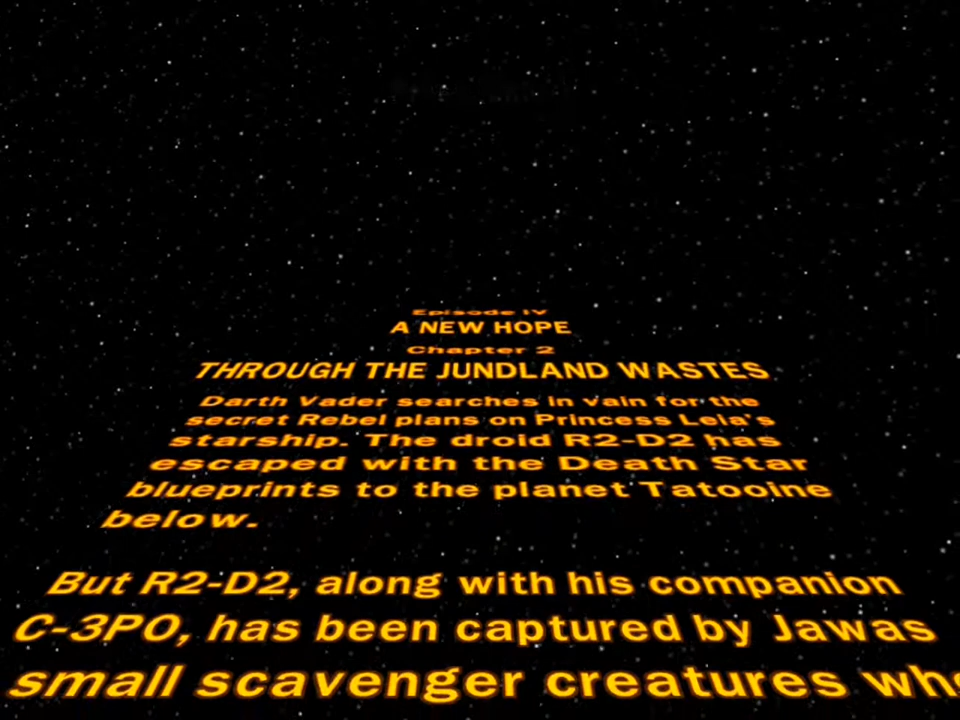 Episode IV
A NEW HOPE
Chapter 2
THROUGH THE JUNDLAND WASTES
Darth Vader searches in vain for the
secret Rebel plans on Princess Leia's
starship. The droid R2-D2 has
escaped with the Death Star
blueprints to the planet Tatooine
below.
But R2-D2, along with his companion
C-3PO, has been captured by Jawas
small scavenger creatures